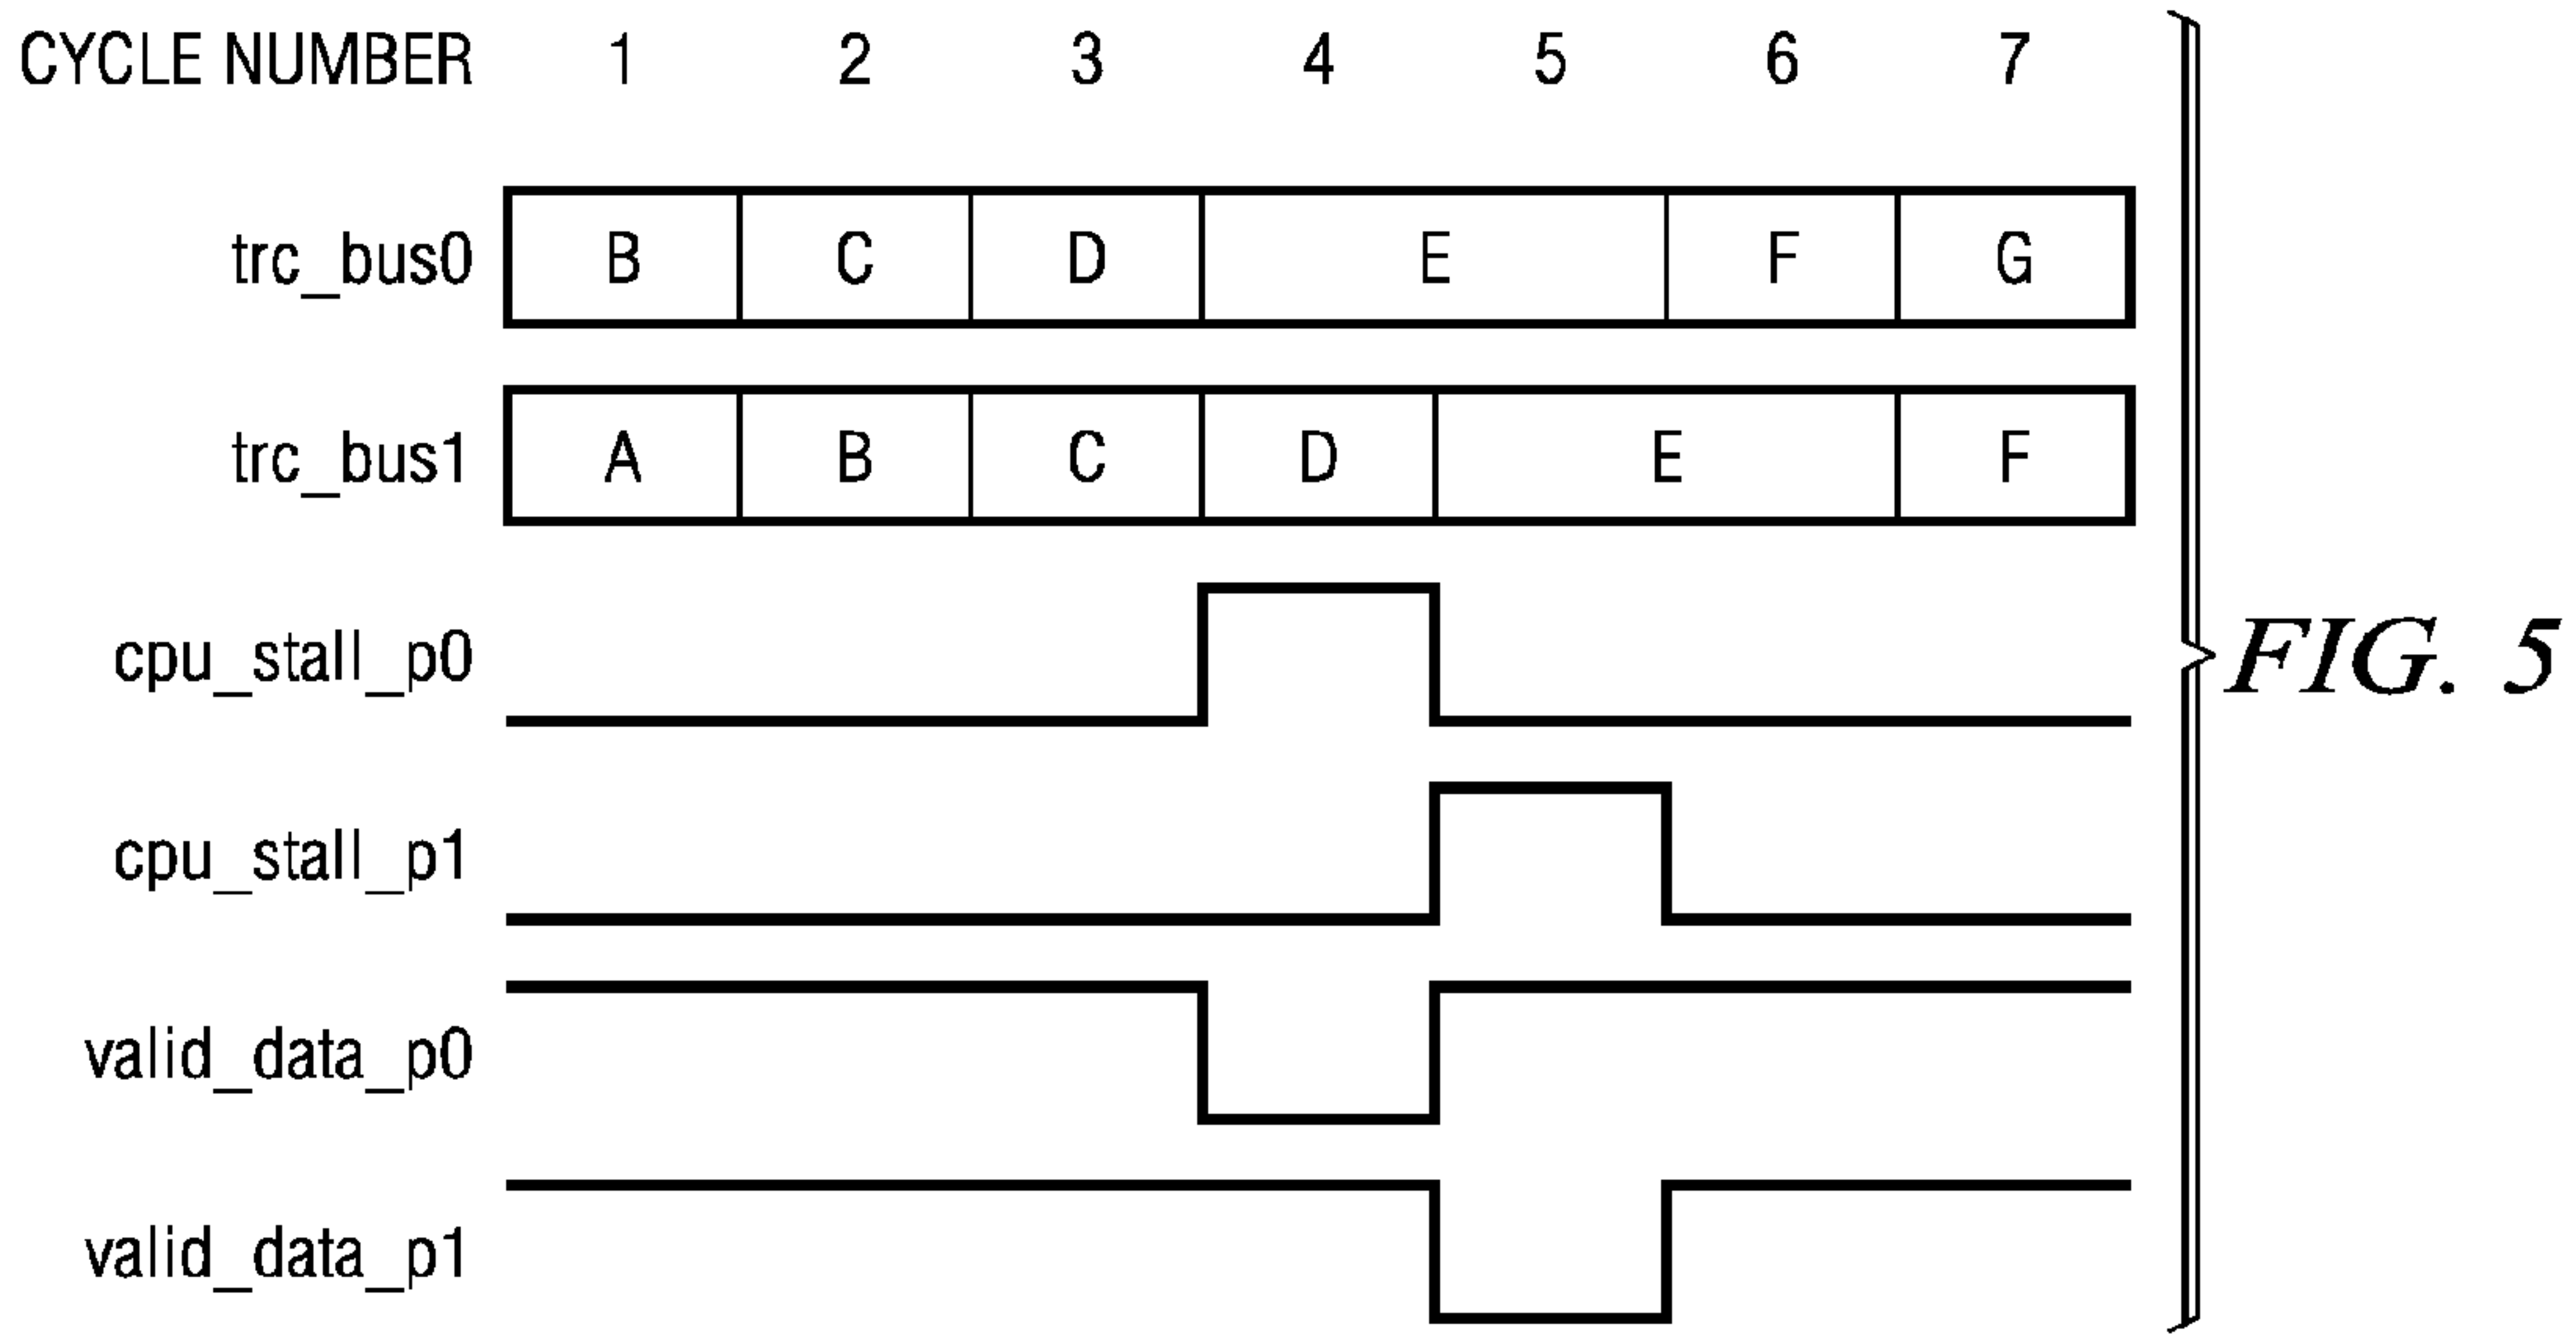 CYCLE NUMBER 1 2 3 4 5 6 7
trc_bus0 B C D E F G
trc_bus1 A B C D E F
cpu_stall_p0
FIG. 5
cpu_stall_p1
valid_data_p0
valid_data_p1